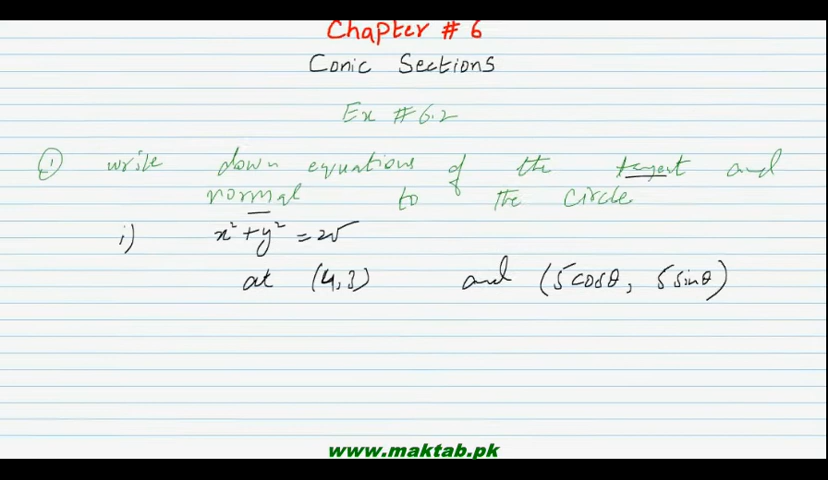 Chapter # 6
Conic Sections
Ex # 6.2
① write down equations of the tangent and
normal to the circle
i) x² + y² = 25
at (4,3) and (5cosθ, 5sinθ)
www.maktab.pk